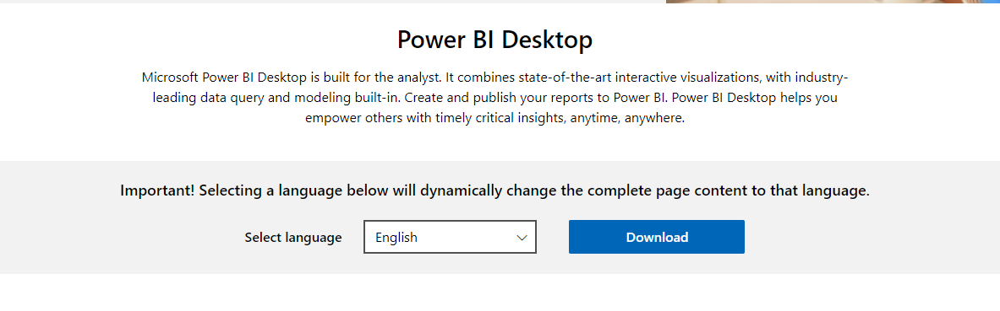 Power BI Desktop
Microsoft Power BI Desktop is built for the analyst. It combines state-of-the-art interactive visualizations, with industry-
leading data query and modeling built-in. Create and publish your reports to Power BI. Power BI Desktop helps you
empower others with timely critical insights, anytime, anywhere.
Important! Selecting a language below will dynamically change the complete page content to that language.
Select language English Download